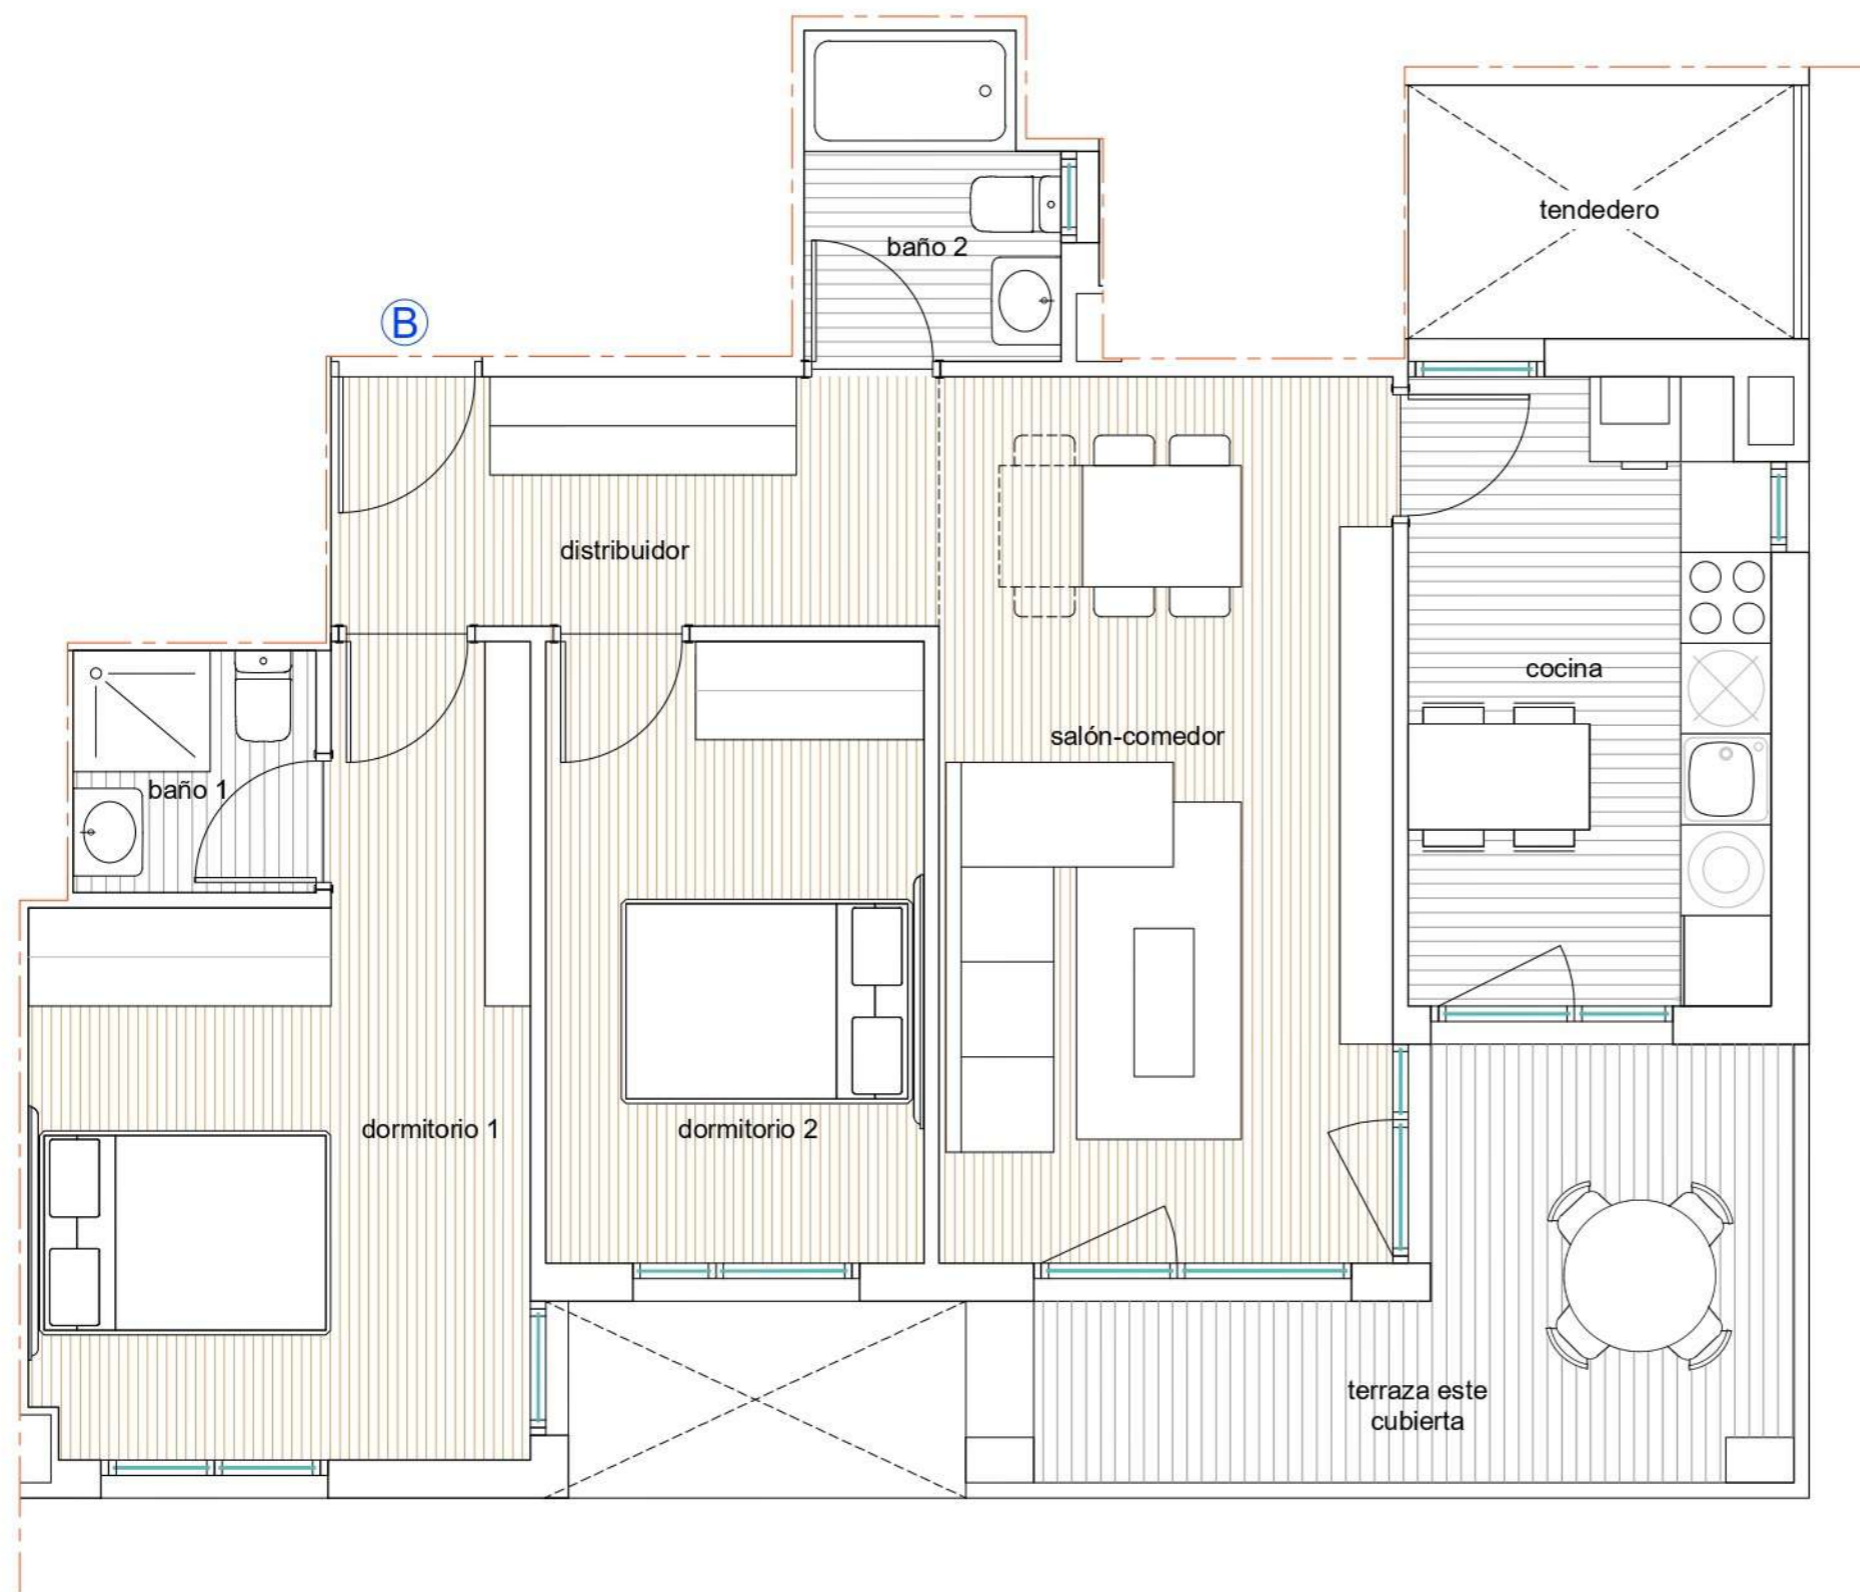 tendedero
baño 2
B
distribuidor
cocina
salón-comedor
baño 1
dormitorio 1
dormitorio 2
terraza este
cubierta